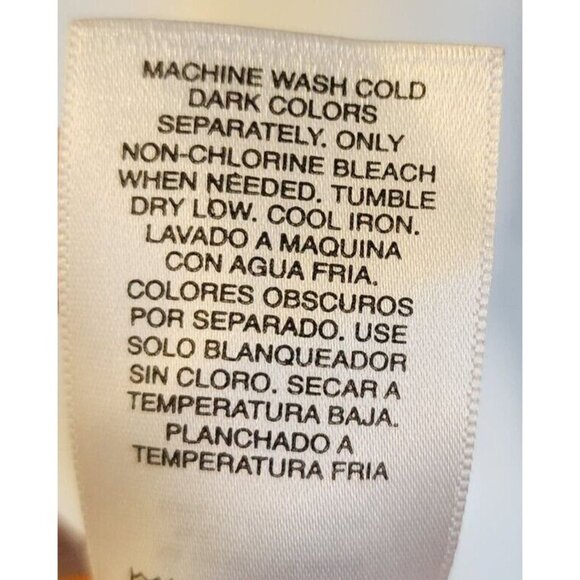 MACHINE WASH COLD
DARK COLORS
SEPARATELY. ONLY
NON-CHLORINE BLEACH
WHEN NEEDED. TUMBLE
DRY LOW. COOL IRON.
LAVADO A MAQUINA
CON AGUA FRIA.
COLORES OBSCUROS
POR SEPARADO. USE
SOLO BLANQUEADOR
SIN CLORO. SECAR A
TEMPERATURA BAJA.
PLANCHADO A
TEMPERATURA FRIA